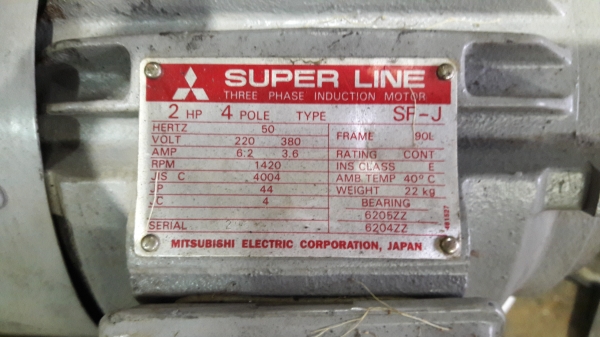 SUPER LINE
THREE PHASE INDUCTION MOTOR
2 HP 4 POLE TYPE SF-J
HERTZ 50
VOLT 220 380
AMP 6.2 3.6
RPM 1420
JIS C 4004
IP 44
JC 4
SERIAL
FRAME 90L
RATING CONT
INS CLASS E
AMB TEMP 40°C
WEIGHT 22 kg
BEARING
6205ZZ
6204ZZ
MITSUBISHI ELECTRIC CORPORATION, JAPAN